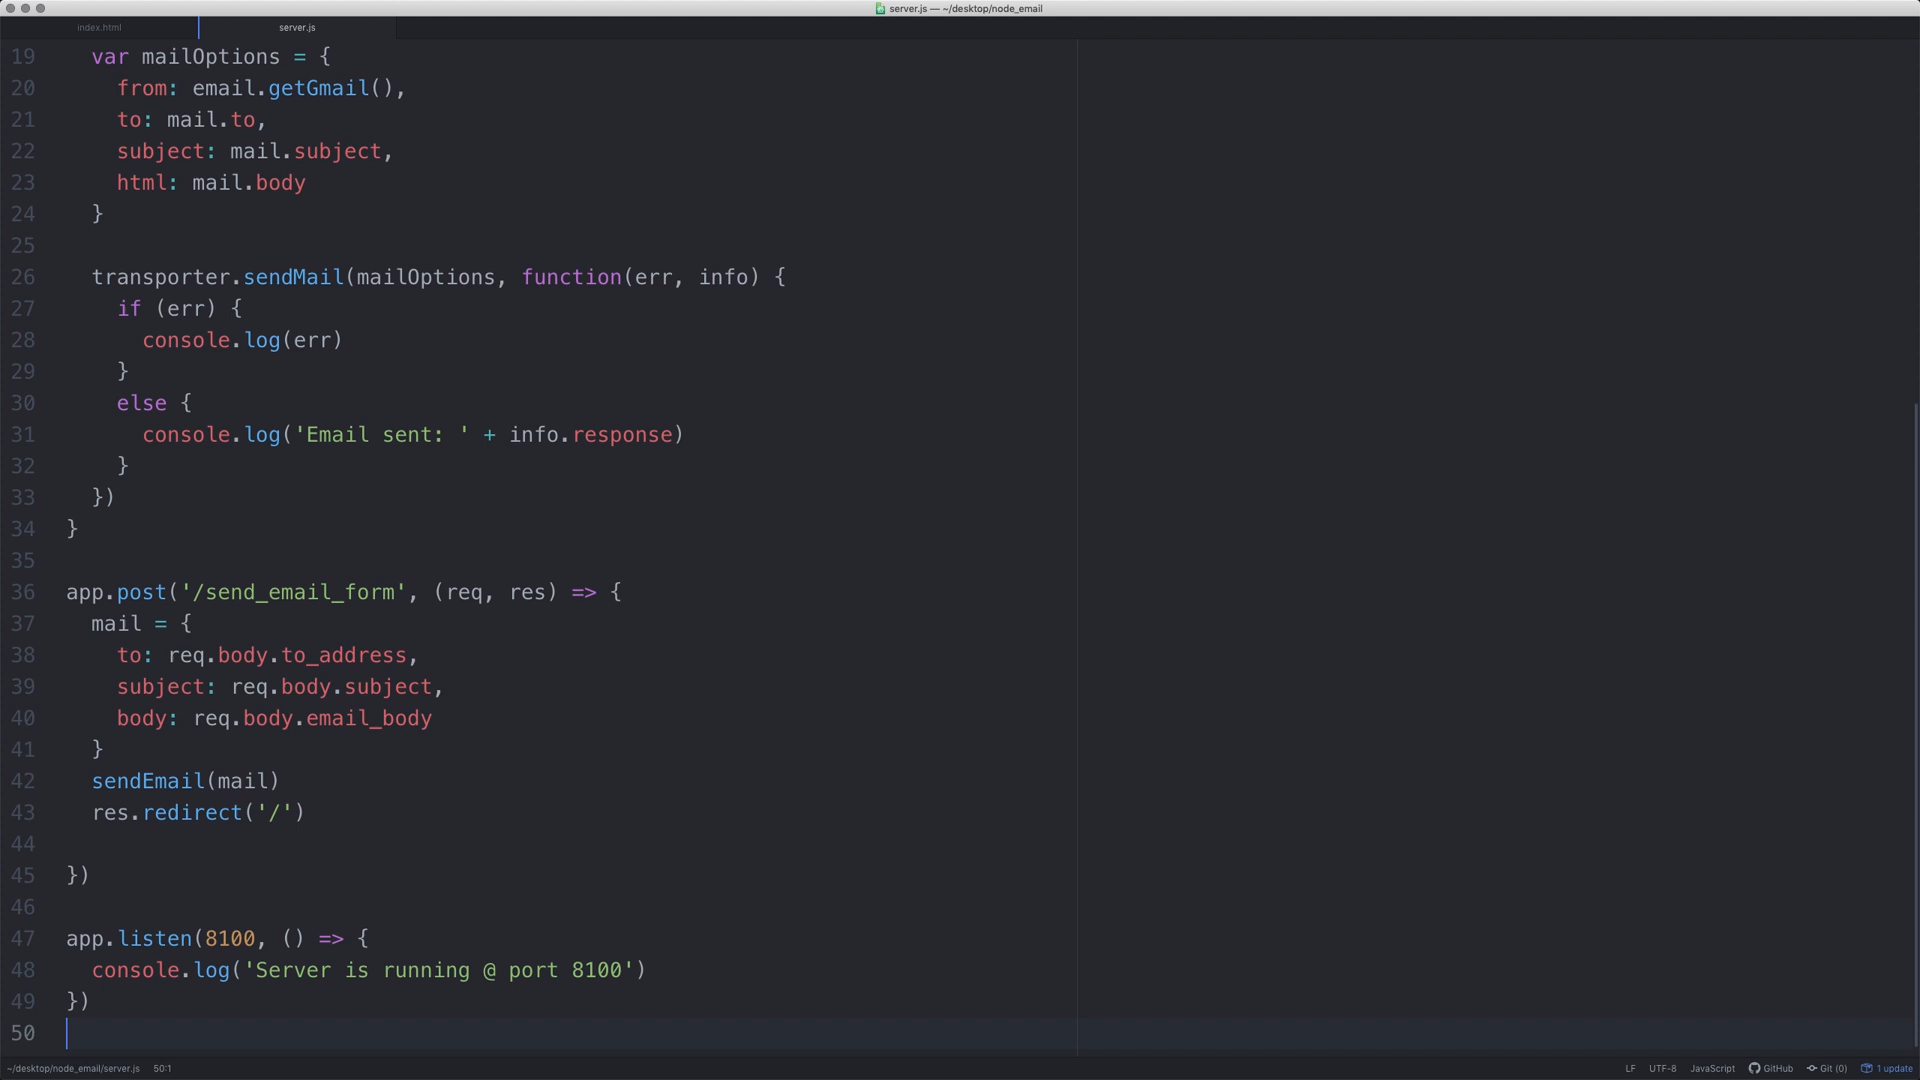 server.js — ~/desktop/node_email
index.html server.js
19 var mailOptions = {
20 from: email.getGmail(),
21 to: mail.to,
22 subject: mail.subject,
23 html: mail.body
24 }
25
26 transporter.sendMail(mailOptions, function(err, info) {
27 if (err) {
28 console.log(err)
29 }
30 else {
31 console.log('Email sent: ' + info.response)
32 }
33 })
34 }
35
36 app.post('/send_email_form', (req, res) => {
37 mail = {
38 to: req.body.to_address,
39 subject: req.body.subject,
40 body: req.body.email_body
41 }
42 sendEmail(mail)
43 res.redirect('/')
44
45 })
46
47 app.listen(8100, () => {
48 console.log('Server is running @ port 8100')
49 })
50
~/desktop/node_email/server.js 50:1 LF UTF-8 JavaScript GitHub Git (0) 1 update